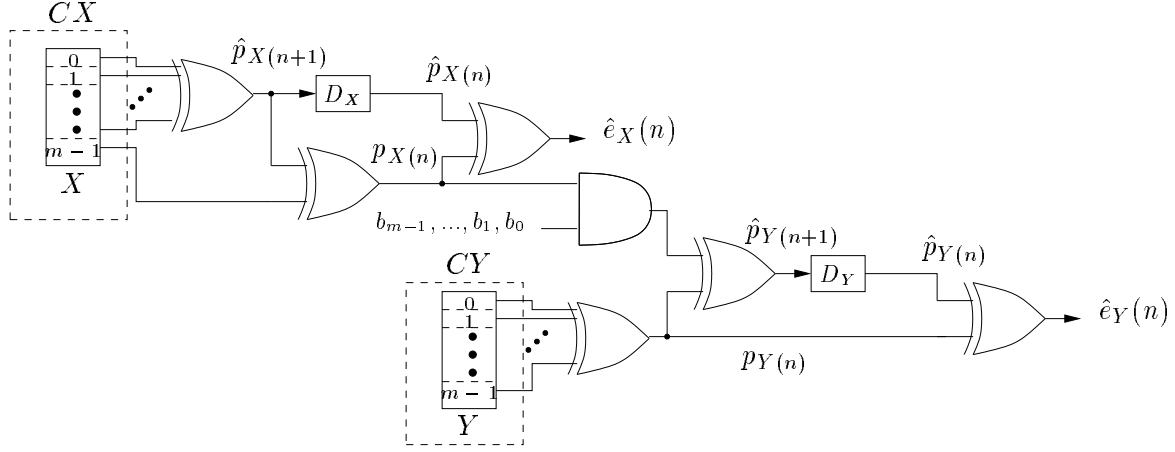 CX
0
1
m − 1
X
p̂X(n+1)
DX
p̂X(n)
êX(n)
pX(n)
bm−1, ..., b1, b0
CY
0
1
m − 1
Y
p̂Y(n+1)
DY
p̂Y(n)
êY(n)
pY(n)